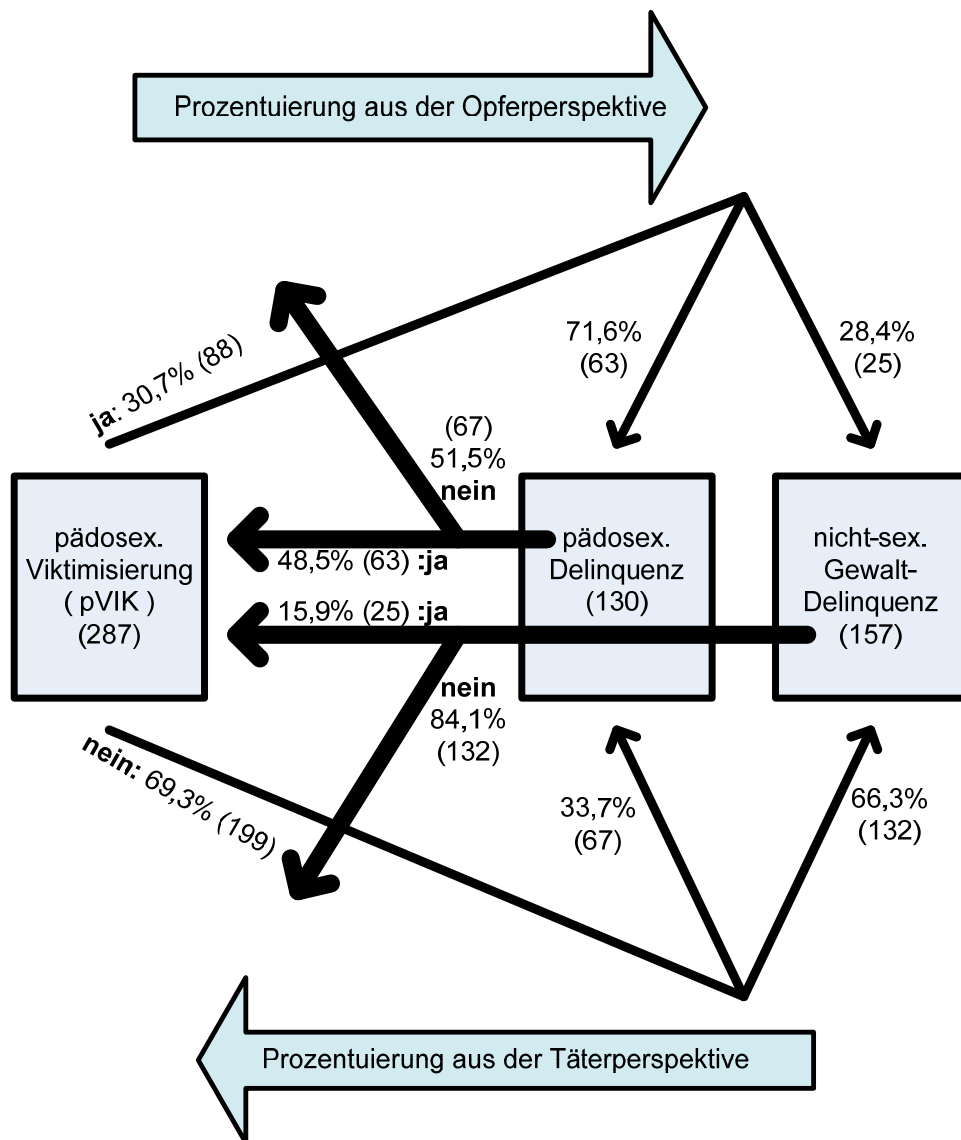 Prozentuierung aus der Opferperspektive
ja: 30,7% (88)
71,6%
(63)
28,4%
(25)
(67)
51,5%
nein
pädosex.
Viktimisierung
( pVIK )
(287)
48,5% (63) :ja
15,9% (25) :ja
pädosex.
Delinquenz
(130)
nicht-sex.
Gewalt-
Delinquenz
(157)
nein
84,1%
(132)
nein: 69,3% (199)
33,7%
(67)
66,3%
(132)
Prozentuierung aus der Täterperspektive